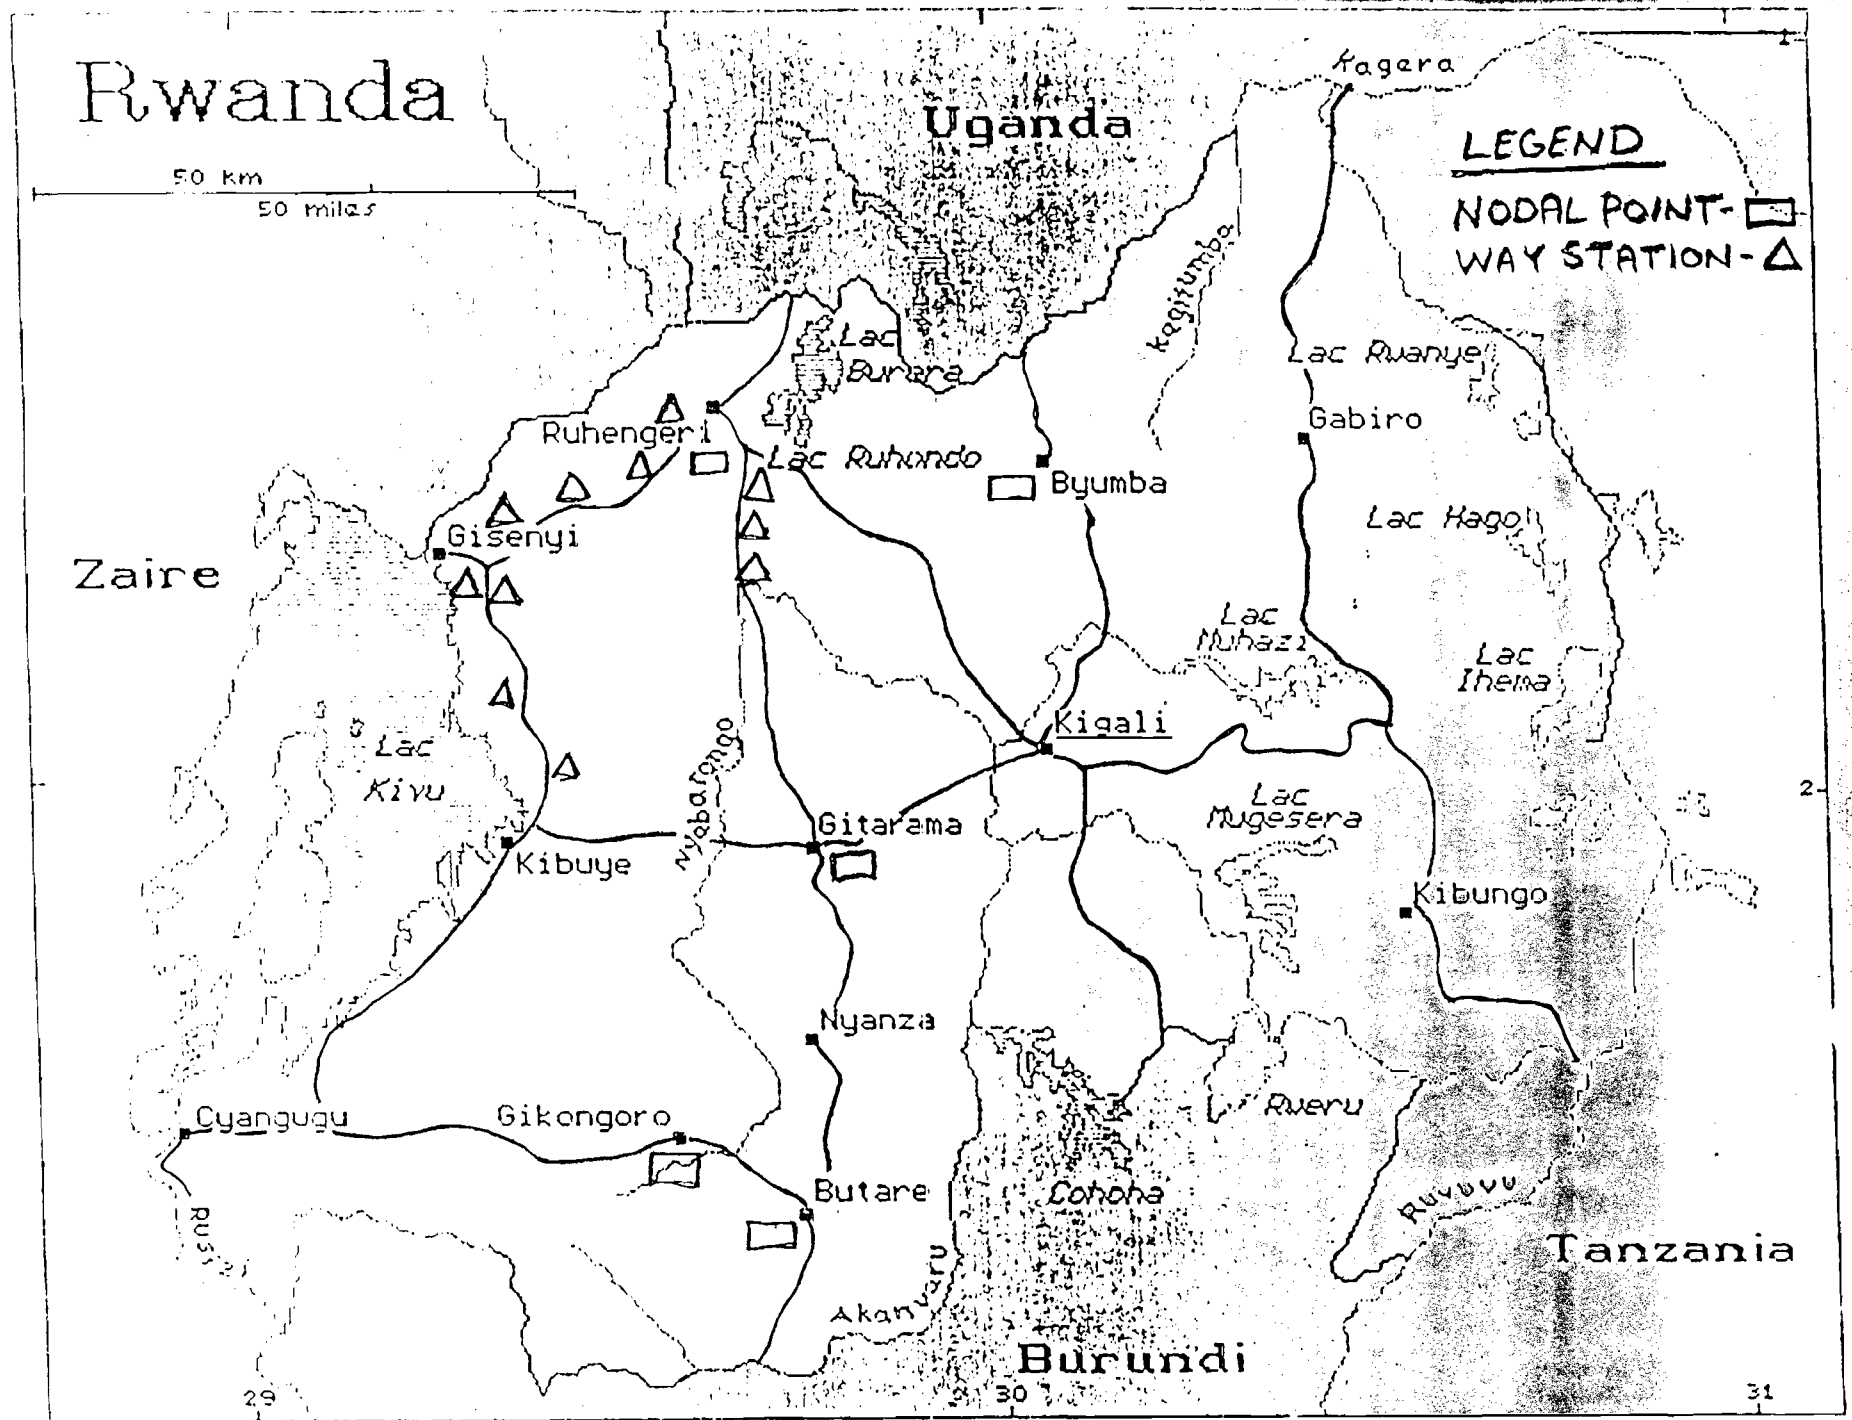 Rwanda
50 km
50 miles
Uganda
Kagera
1
LEGEND
NODAL POINT-
WAY STATION-
Kagitumba
Lac
Burera
Lac Rwanye
Gabiro
Ruhengeri
Lac Ruhondo
Byumba
Lac Hago
Gisenyi
Zaire
Lac
Muhazi
Lac
Ihema
Kigali
Lac
Kivu
Nyabarongo
2
Lac
Mugesera
Gitarama
Kibuye
Kibungo
Nyanza
Cyangugu
Gikongoro
Rweru
Butare
Cohoha
Ruvuvu
Tanzania
Akanyaru
Burundi
29
30
31